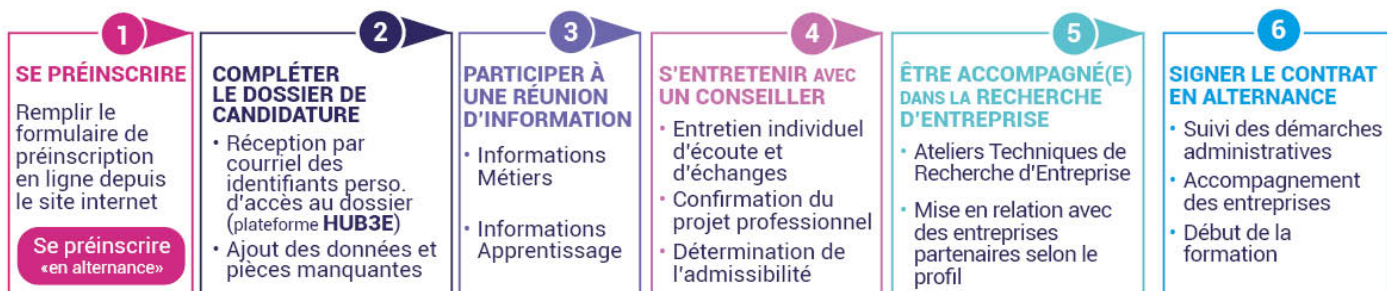 1
SE PRÉINSCRIRE
Remplir le
formulaire de
préinscription
en ligne depuis
le site internet
Se préinscrire
«en alternance»
2
COMPLÉTER
LE DOSSIER DE
CANDIDATURE
• Réception par
courriel des
identifiants perso.
d'accès au dossier
(plateforme HUB3E)
• Ajout des données et
pièces manquantes
3
PARTICIPER À
UNE RÉUNION
D'INFORMATION
• Informations
Métiers
• Informations
Apprentissage
4
S'ENTRETENIR AVEC
UN CONSEILLER
• Entretien individuel
d'écoute et
d'échanges
• Confirmation du
projet professionnel
• Détermination de
l'admissibilité
5
ÊTRE ACCOMPAGNÉ(E)
DANS LA RECHERCHE
D'ENTREPRISE
• Ateliers Techniques de
Recherche d'Entreprise
• Mise en relation avec
des entreprises
partenaires selon le
profil
6
SIGNER LE CONTRAT
EN ALTERNANCE
• Suivi des démarches
administratives
• Accompagnement
des entreprises
• Début de la
formation